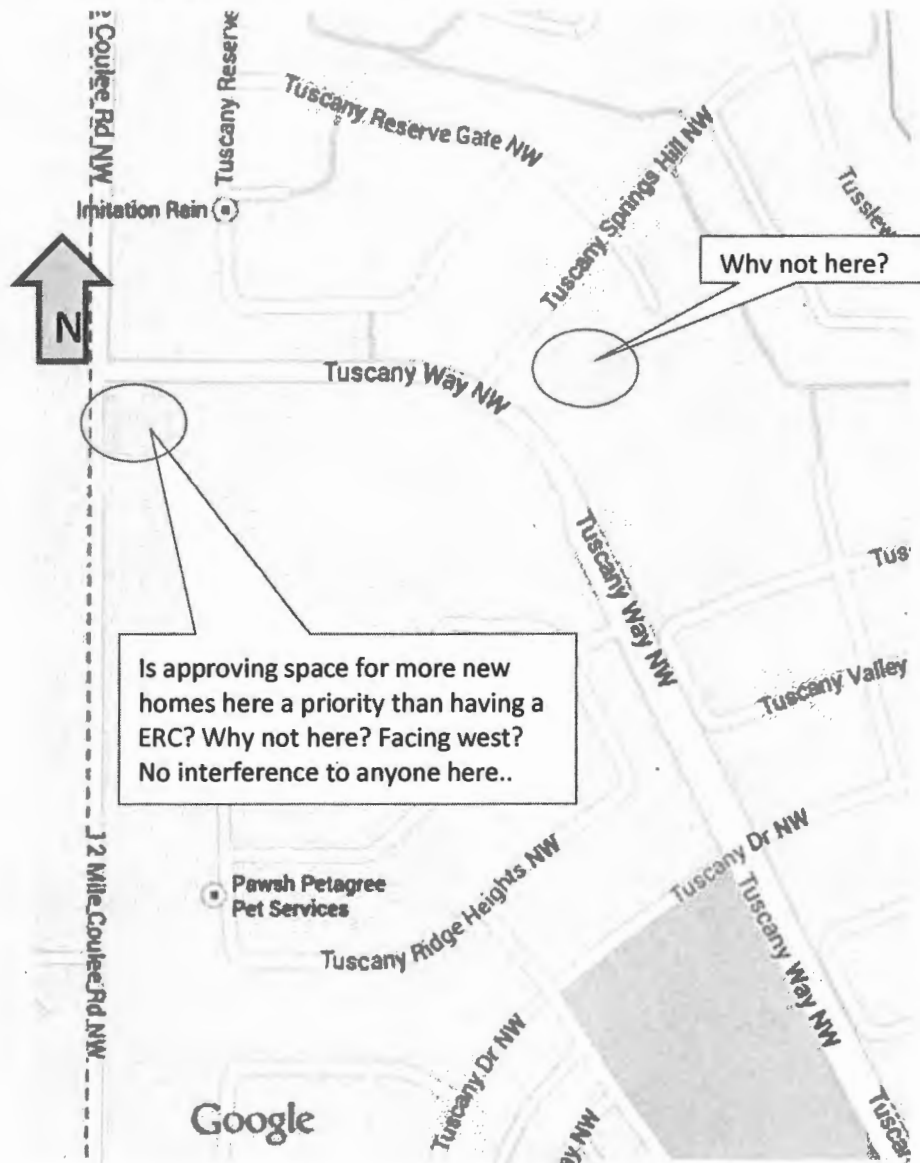 Coulee Rd NW
Tuscany Reserve
Tuscany Reserve Gate NW
Tuscany Springs Hill NW
Imitation Rain
Whv not here?
N
Tuscany Way NW
Tuscany Way NW
Is approving space for more new
homes here a priority than having a
ERC? Why not here? Facing west?
No interference to anyone here..
Tuscany Valley
Tuscany Dr NW
12 Mile Coulee Rd NW
Pawsh Petagree
Pet Services
Tuscany Ridge Heights NW
Tuscany Way NW
Tuscany Dr NW
Google